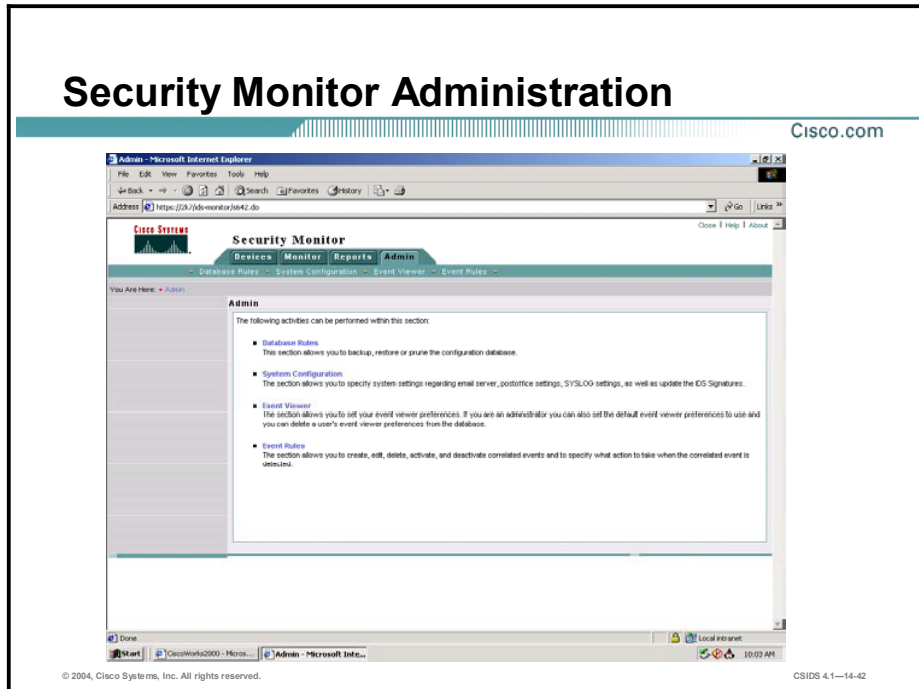 Security Monitor Administration
Cisco.com
Admin - Microsoft Internet Explorer
File Edit View Favorites Tools Help
Back Search Favorites History
Address https://2k7/ids-monitor/s642.do Go Links »
CISCO SYSTEMS
Close | Help | About
Security Monitor
Devices Monitor Reports Admin
Database Rules System Configuration Event Viewer Event Rules
You Are Here: Admin
Admin
The following activities can be performed within this section:
Database Rules
This section allows you to backup, restore or prune the configuration database.
System Configuration
The section allows you to specify system settings regarding email server, postoffice settings, SYSLOG settings, as well as update the IDS Signatures.
Event Viewer
The section allows you to set your event viewer preferences. If you are an administrator you can also set the default event viewer preferences to use and
you can delete a user's event viewer preferences from the database.
Event Rules
The section allows you to create, edit, delete, activate, and deactivate correlated events and to specify what action to take when the correlated event is
detected.
Done Local intranet
Start CiscoWorks2000 - Micros... Admin - Microsoft Inte... 10:03 AM
© 2004, Cisco Systems, Inc. All rights reserved. CSIDS 4.1—14-42